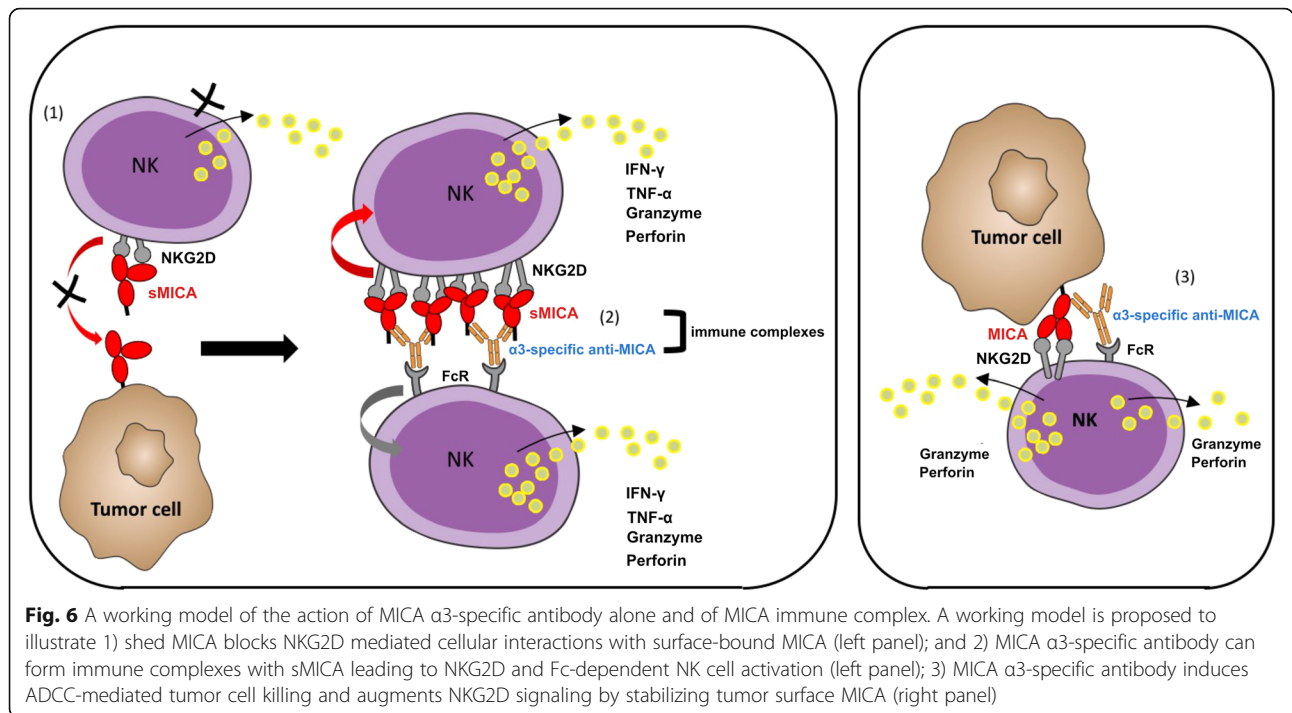 (1)
NK
NKG2D
sMICA
Tumor cell
NK
IFN-γ
TNF-α
Granzyme
Perforin
NKG2D
sMICA
(2)
immune complexes
α3-specific anti-MICA
FcR
NK
IFN-γ
TNF-α
Granzyme
Perforin
Tumor cell
(3)
α3-specific anti-MICA
MICA
NKG2D
FcR
NK
Granzyme
Perforin
Granzyme
Perforin
Fig. 6 A working model of the action of MICA α3-specific antibody alone and of MICA immune complex. A working model is proposed to
illustrate 1) shed MICA blocks NKG2D mediated cellular interactions with surface-bound MICA (left panel); and 2) MICA α3-specific antibody can
form immune complexes with sMICA leading to NKG2D and Fc-dependent NK cell activation (left panel); 3) MICA α3-specific antibody induces
ADCC-mediated tumor cell killing and augments NKG2D signaling by stabilizing tumor surface MICA (right panel)